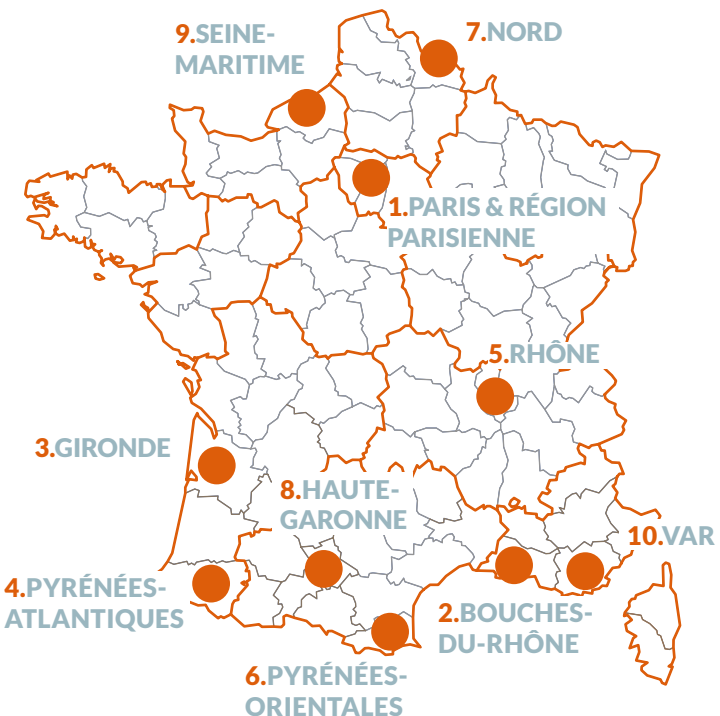 9.SEINE-
MARITIME
7.NORD
1.PARIS & RÉGION
PARISIENNE
5.RHÔNE
3.GIRONDE
8.HAUTE-
GARONNE
10.VAR
4.PYRÉNÉES-
ATLANTIQUES
2.BOUCHES-
DU-RHÔNE
6.PYRÉNÉES-
ORIENTALES